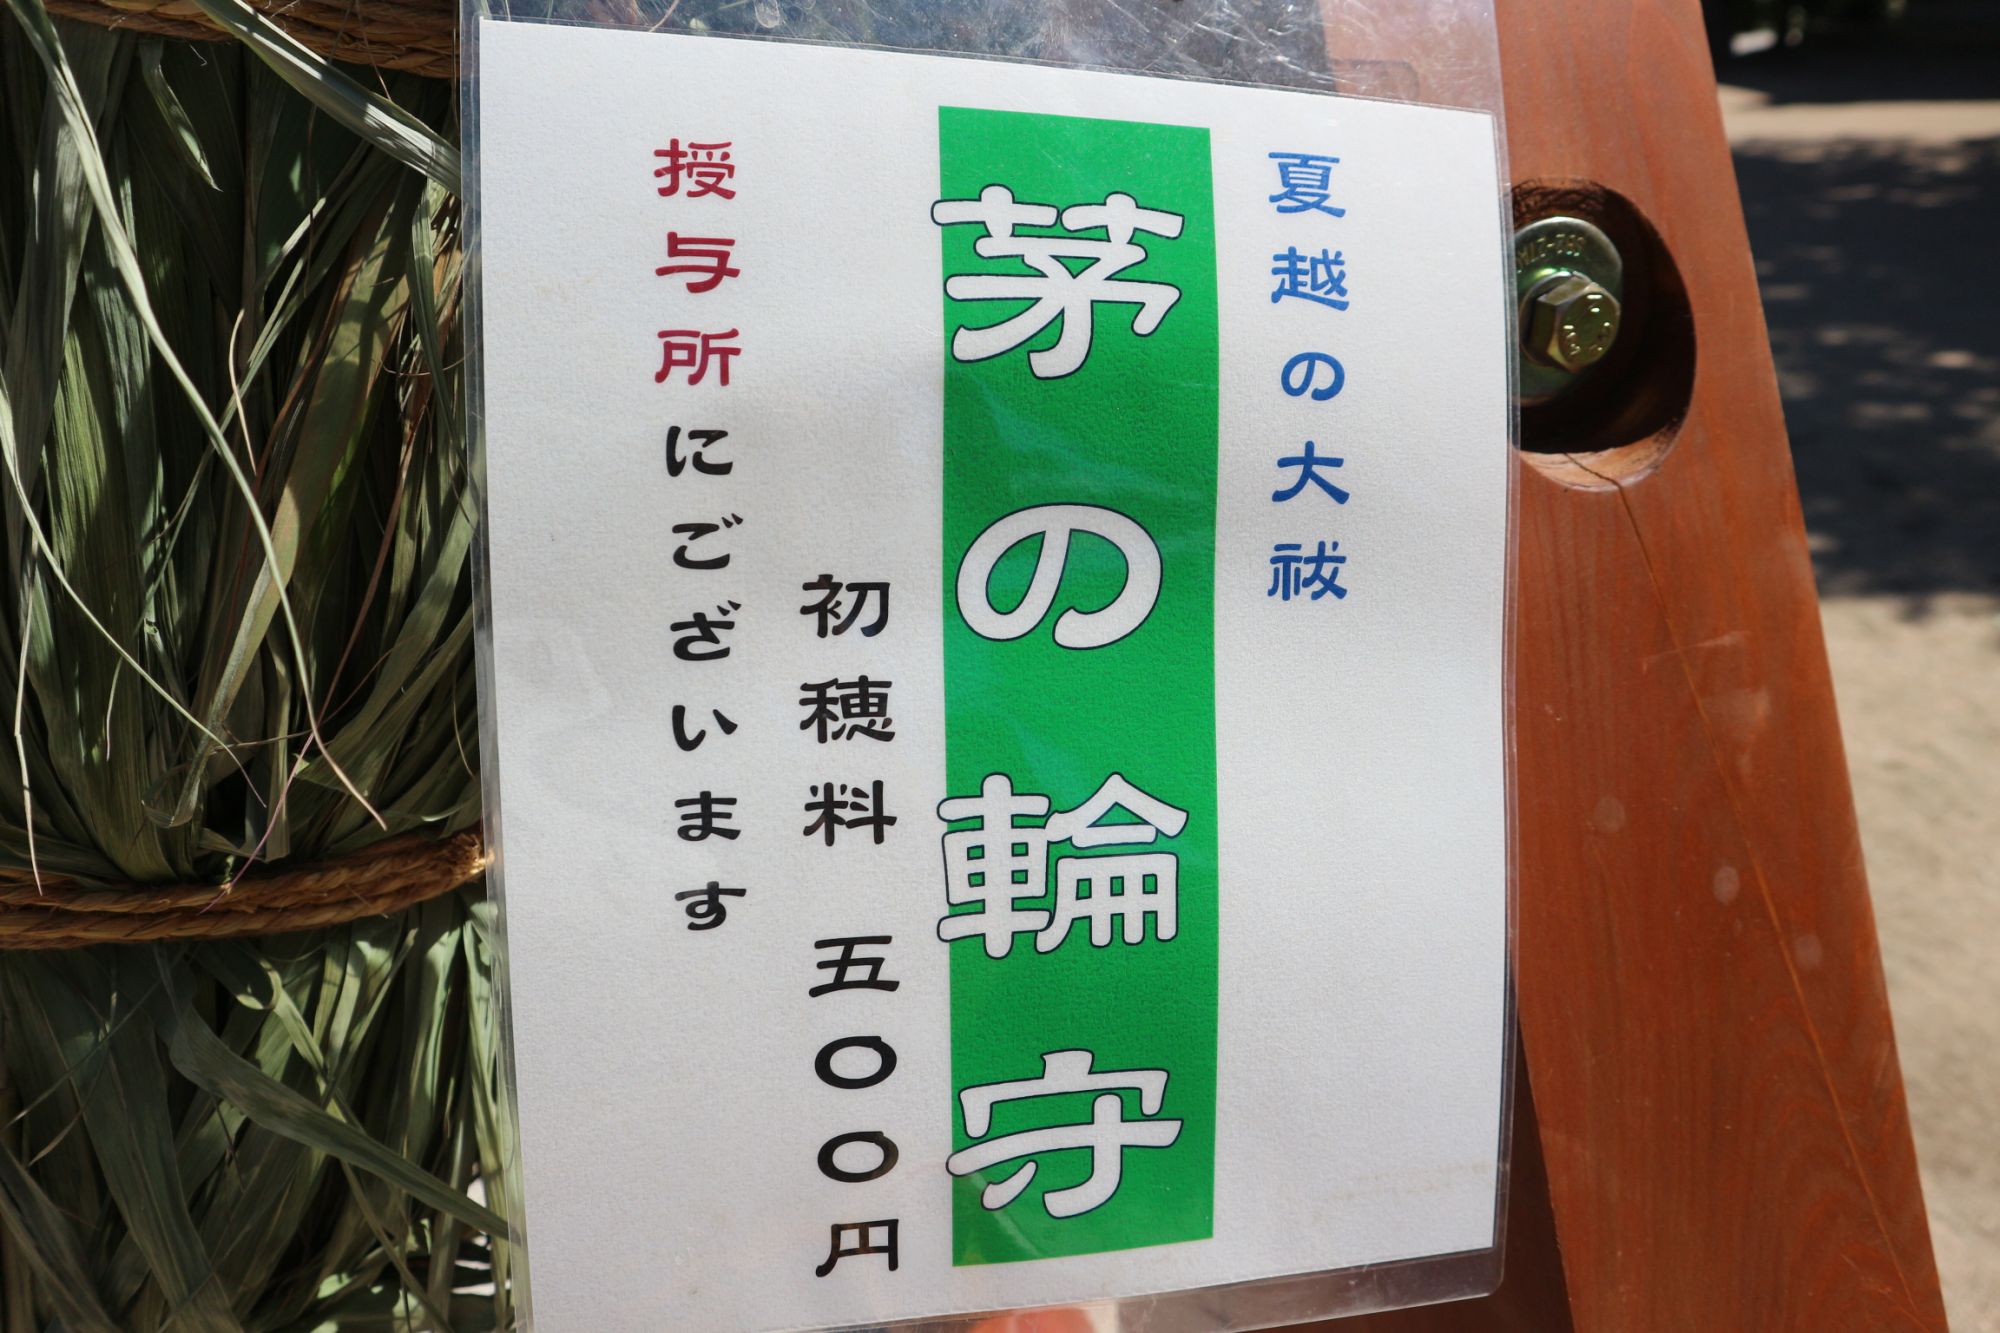 夏越の大祓
茅の輪守
初穂料 五〇〇円
授与所にございます